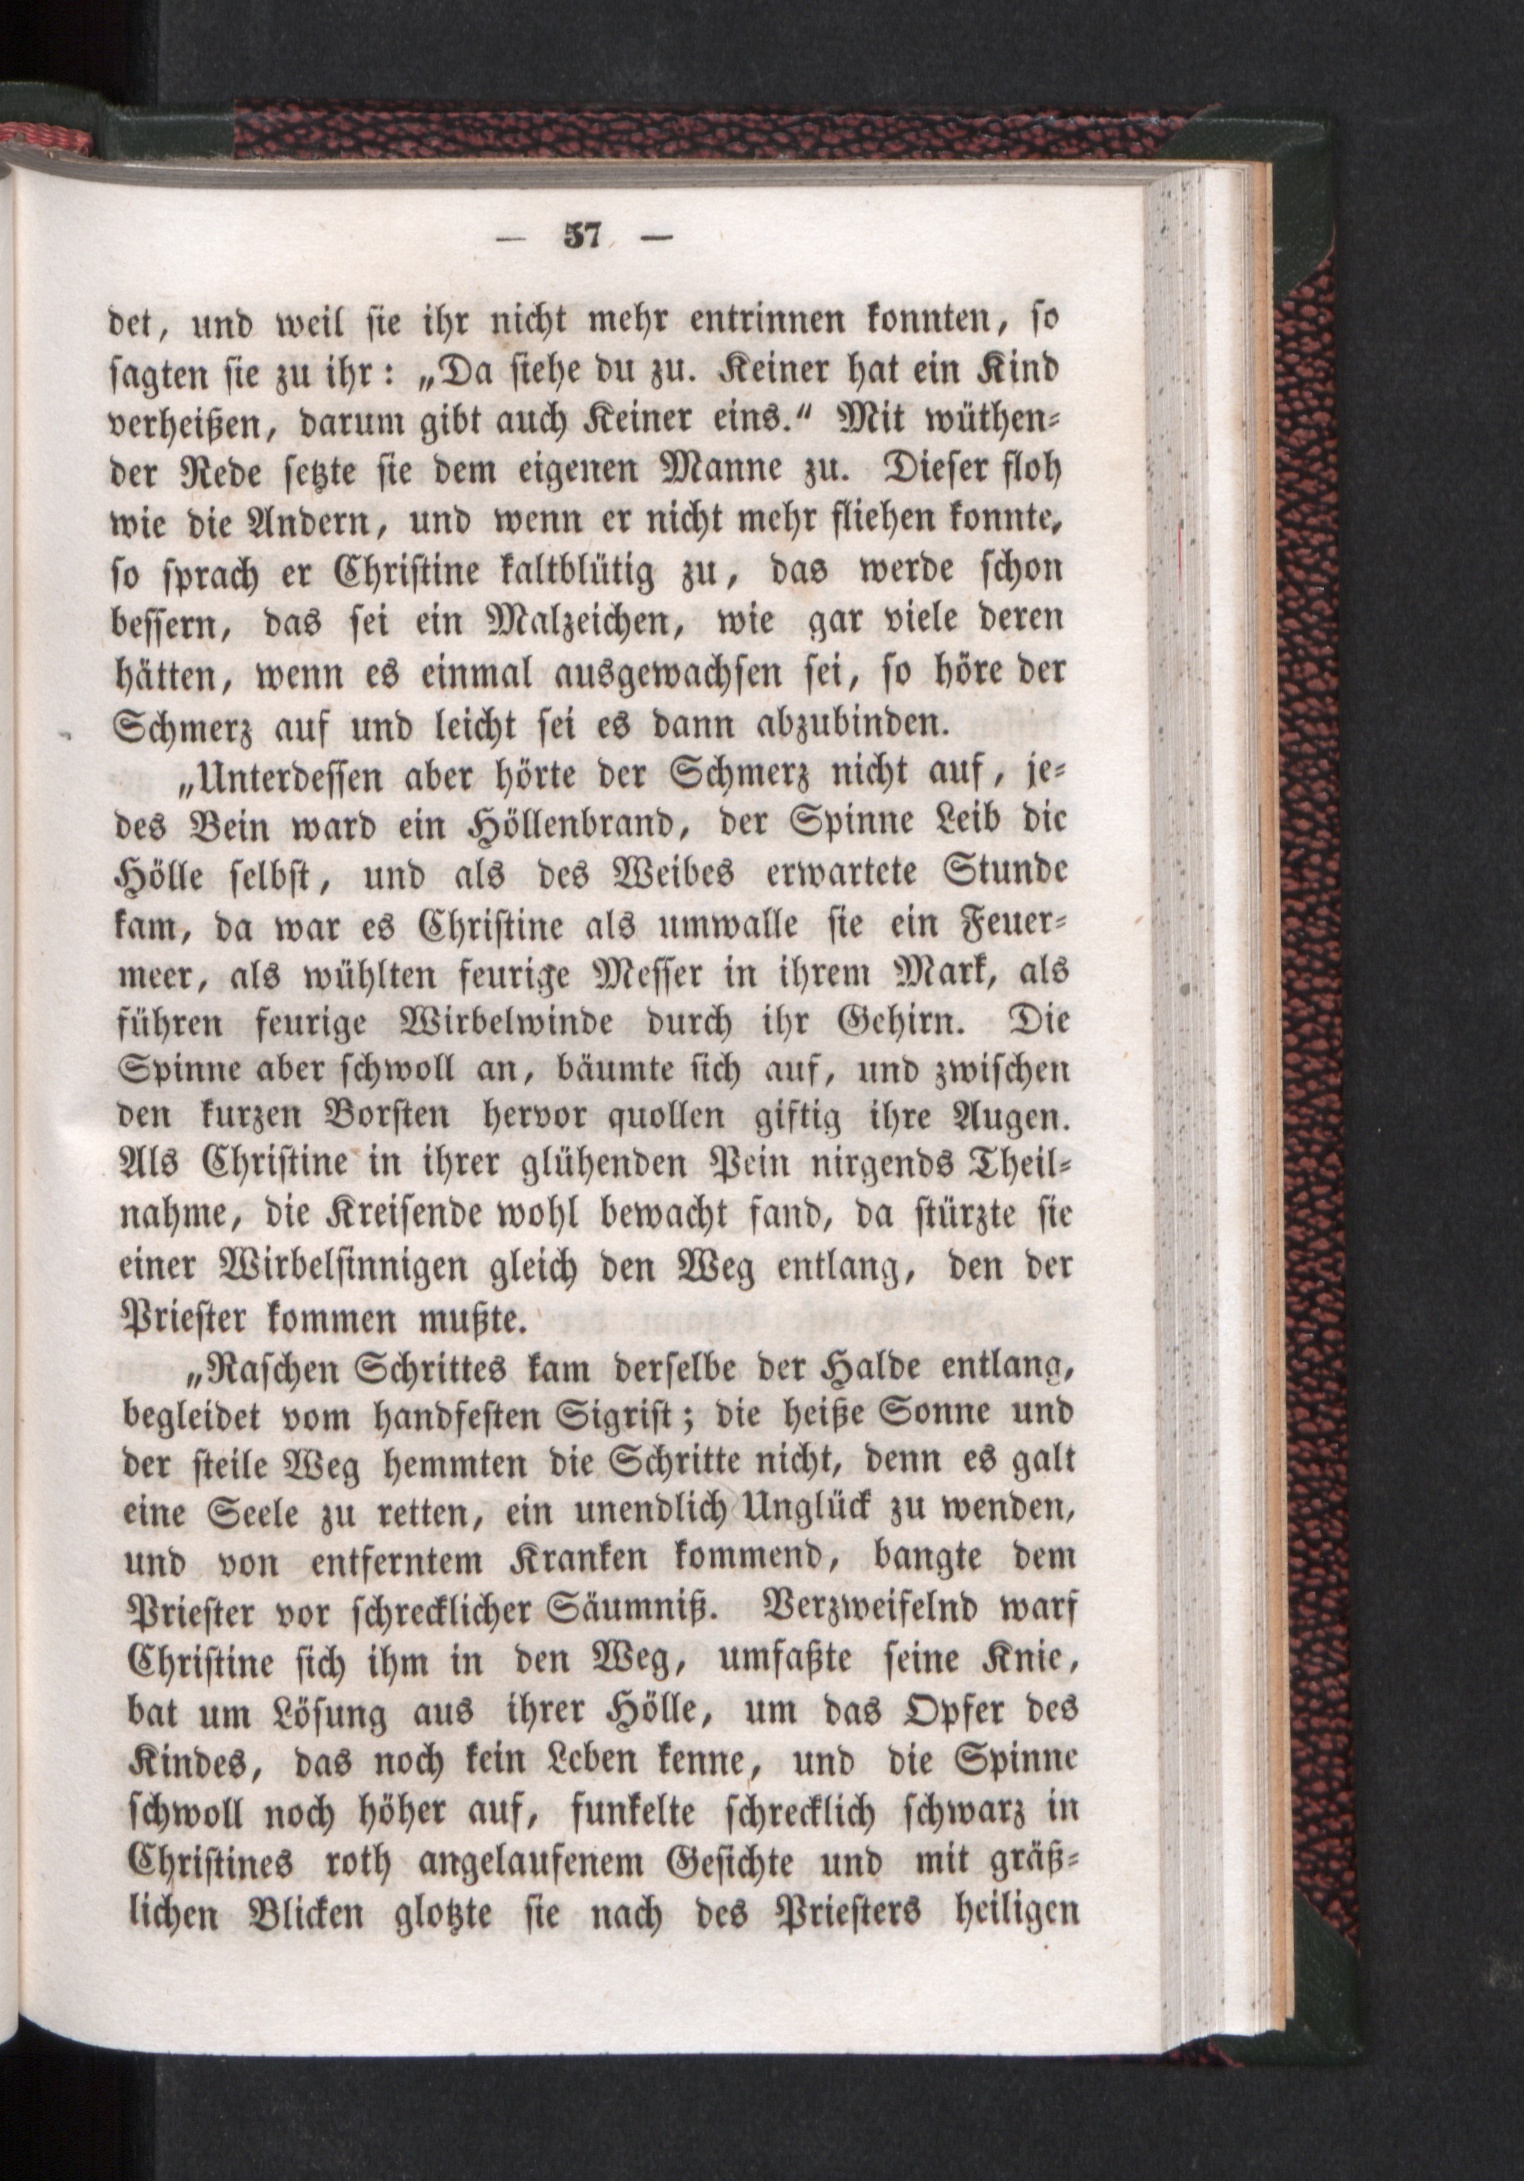 — 57 —
det, und weil sie ihr nicht mehr entrinnen konnten, so
sagten sie zu ihr: „Da siehe du zu. Keiner hat ein Kind
verheißen, darum gibt auch Keiner eins.“ Mit wüthen-
der Rede setzte sie dem eigenen Manne zu. Dieser floh
wie die Andern, und wenn er nicht mehr fliehen konnte,
so sprach er Christine kaltblütig zu, das werde schon
bessern, das sei ein Malzeichen, wie gar viele deren
hätten, wenn es einmal ausgewachsen sei, so höre der
Schmerz auf und leicht sei es dann abzubinden.
„Unterdessen aber hörte der Schmerz nicht auf, je-
des Bein ward ein Höllenbrand, der Spinne Leib die
Hölle selbst, und als des Weibes erwartete Stunde
kam, da war es Christine als umwalle sie ein Feuer-
meer, als wühlten feurige Messer in ihrem Mark, als
führen feurige Wirbelwinde durch ihr Gehirn. Die
Spinne aber schwoll an, bäumte sich auf, und zwischen
den kurzen Borsten hervor quollen giftig ihre Augen.
Als Christine in ihrer glühenden Pein nirgends Theil-
nahme, die Kreisende wohl bewacht fand, da stürzte sie
einer Wirbelsinnigen gleich den Weg entlang, den der
Priester kommen mußte.
„Raschen Schrittes kam derselbe der Halde entlang,
begleidet vom handfesten Sigrist; die heiße Sonne und
der steile Weg hemmten die Schritte nicht, denn es galt
eine Seele zu retten, ein unendlich Unglück zu wenden,
und von entferntem Kranken kommend, bangte dem
Priester vor schrecklicher Säumniß. Verzweifelnd warf
Christine sich ihm in den Weg, umfaßte seine Knie,
bat um Lösung aus ihrer Hölle, um das Opfer des
Kindes, das noch kein Leben kenne, und die Spinne
schwoll noch höher auf, funkelte schrecklich schwarz in
Christines roth angelaufenem Gesichte und mit gräß-
lichen Blicken glotzte sie nach des Priesters heiligen